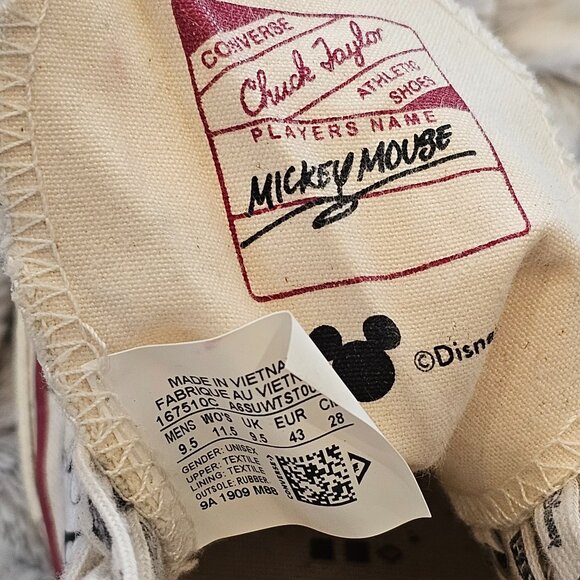 CONVERSE
Chuck Taylor
ATHLETIC
SHOES
PLAYERS NAME
MICKEY MOUSE
©Disne
MADE IN VIETNA
FABRIQUE AU VIET
167510C ASSUWTST00
MENS WO'S UK EUR C
9.5 11.5 9.5 43 28
GENDER: UNISEX
UPPER: TEXTILE
LINING: TEXTILE
OUTSOLE: RUBBER
9A 1909 M88